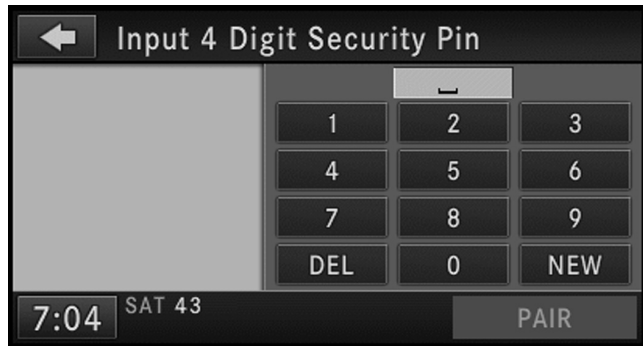 Input 4 Digit Security Pin
1 2 3
4 5 6
7 8 9
DEL 0 NEW
7:04 SAT 43 PAIR